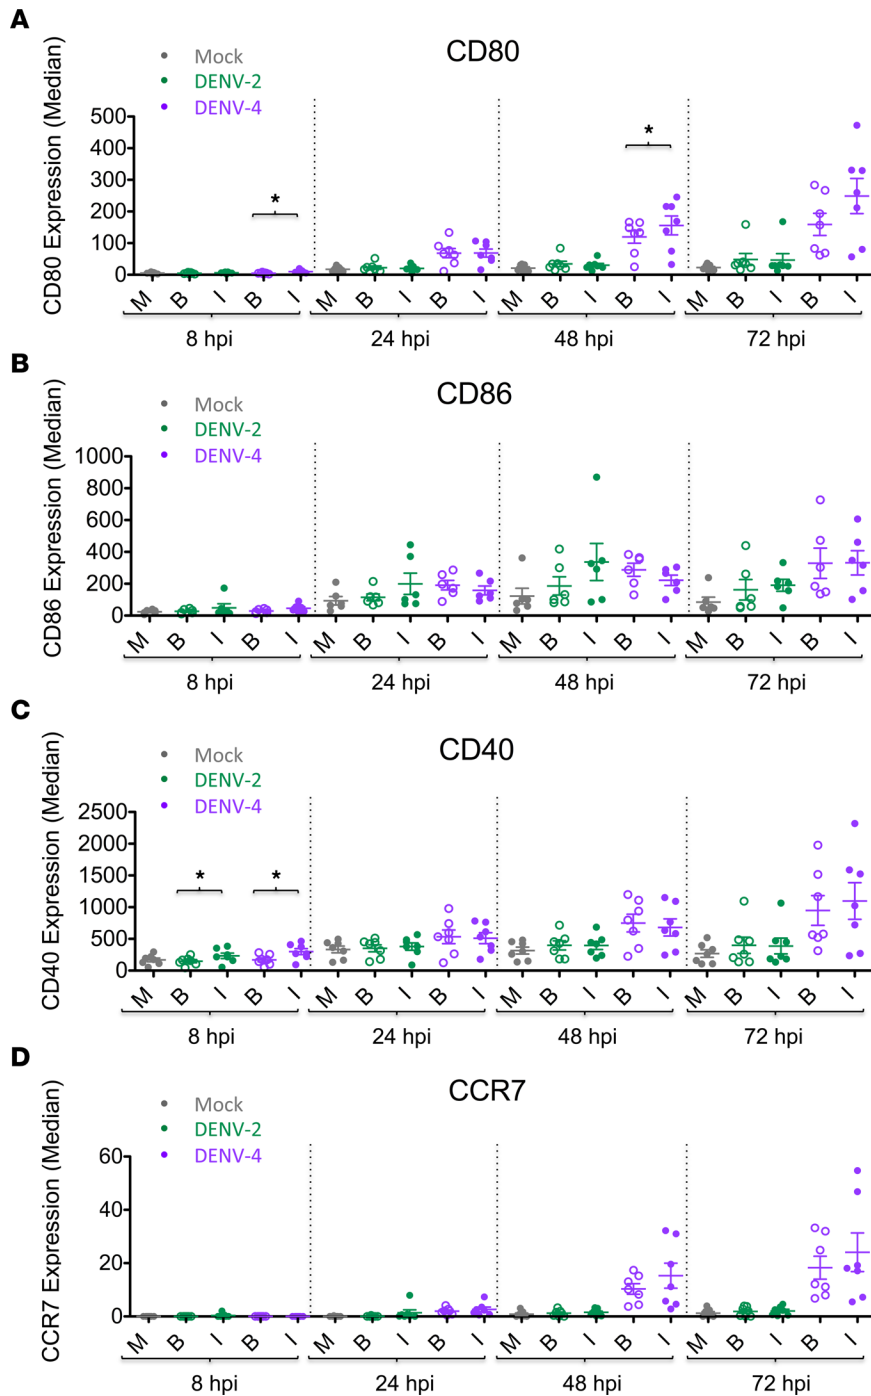 A
CD80
Mock
DENV-2
DENV-4
CD80 Expression (Median)
500
400
300
200
100
0
*
*
M B I B I M B I B I M B I B I M B I B I
8 hpi 24 hpi 48 hpi 72 hpi
B
CD86
Mock
DENV-2
DENV-4
CD86 Expression (Median)
1000
800
600
400
200
0
M B I B I M B I B I M B I B I M B I B I
8 hpi 24 hpi 48 hpi 72 hpi
C
CD40
Mock
DENV-2
DENV-4
CD40 Expression (Median)
2500
2000
1500
1000
500
0
* *
M B I B I M B I B I M B I B I M B I B I
8 hpi 24 hpi 48 hpi 72 hpi
D
CCR7
Mock
DENV-2
DENV-4
CCR7 Expression (Median)
60
40
20
0
M B I B I M B I B I M B I B I M B I B I
8 hpi 24 hpi 48 hpi 72 hpi